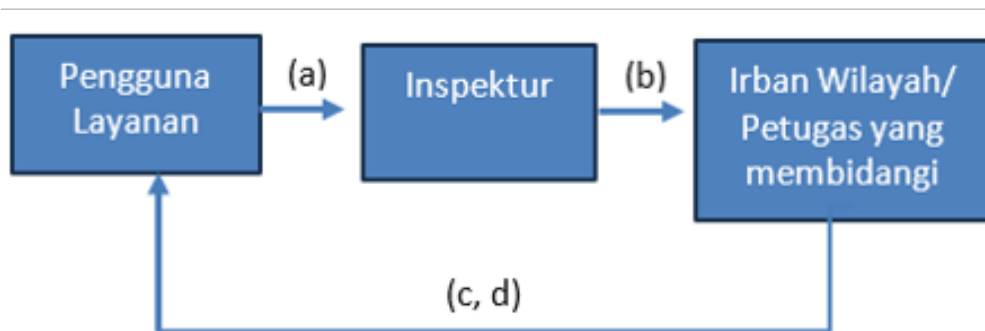 Pengguna
Layanan
(a)
Inspektur
(b)
Irban Wilayah/
Petugas yang
membidangi
(c, d)